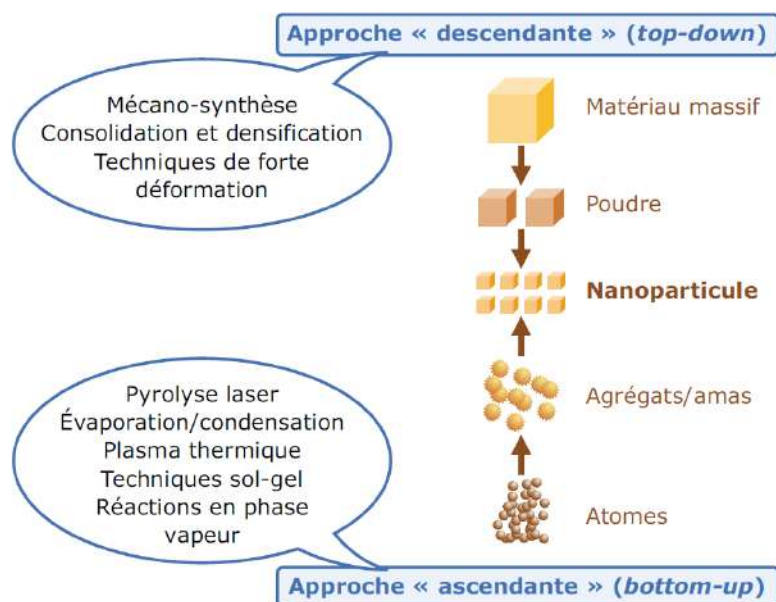 Approche « descendante » (top-down)
Mécano-synthèse
Consolidation et densification
Techniques de forte
déformation
Matériau massif
Poudre
Nanoparticule
Agrégats/amas
Atomes
Pyrolyse laser
Évaporation/condensation
Plasma thermique
Techniques sol-gel
Réactions en phase
vapeur
Approche « ascendante » (bottom-up)